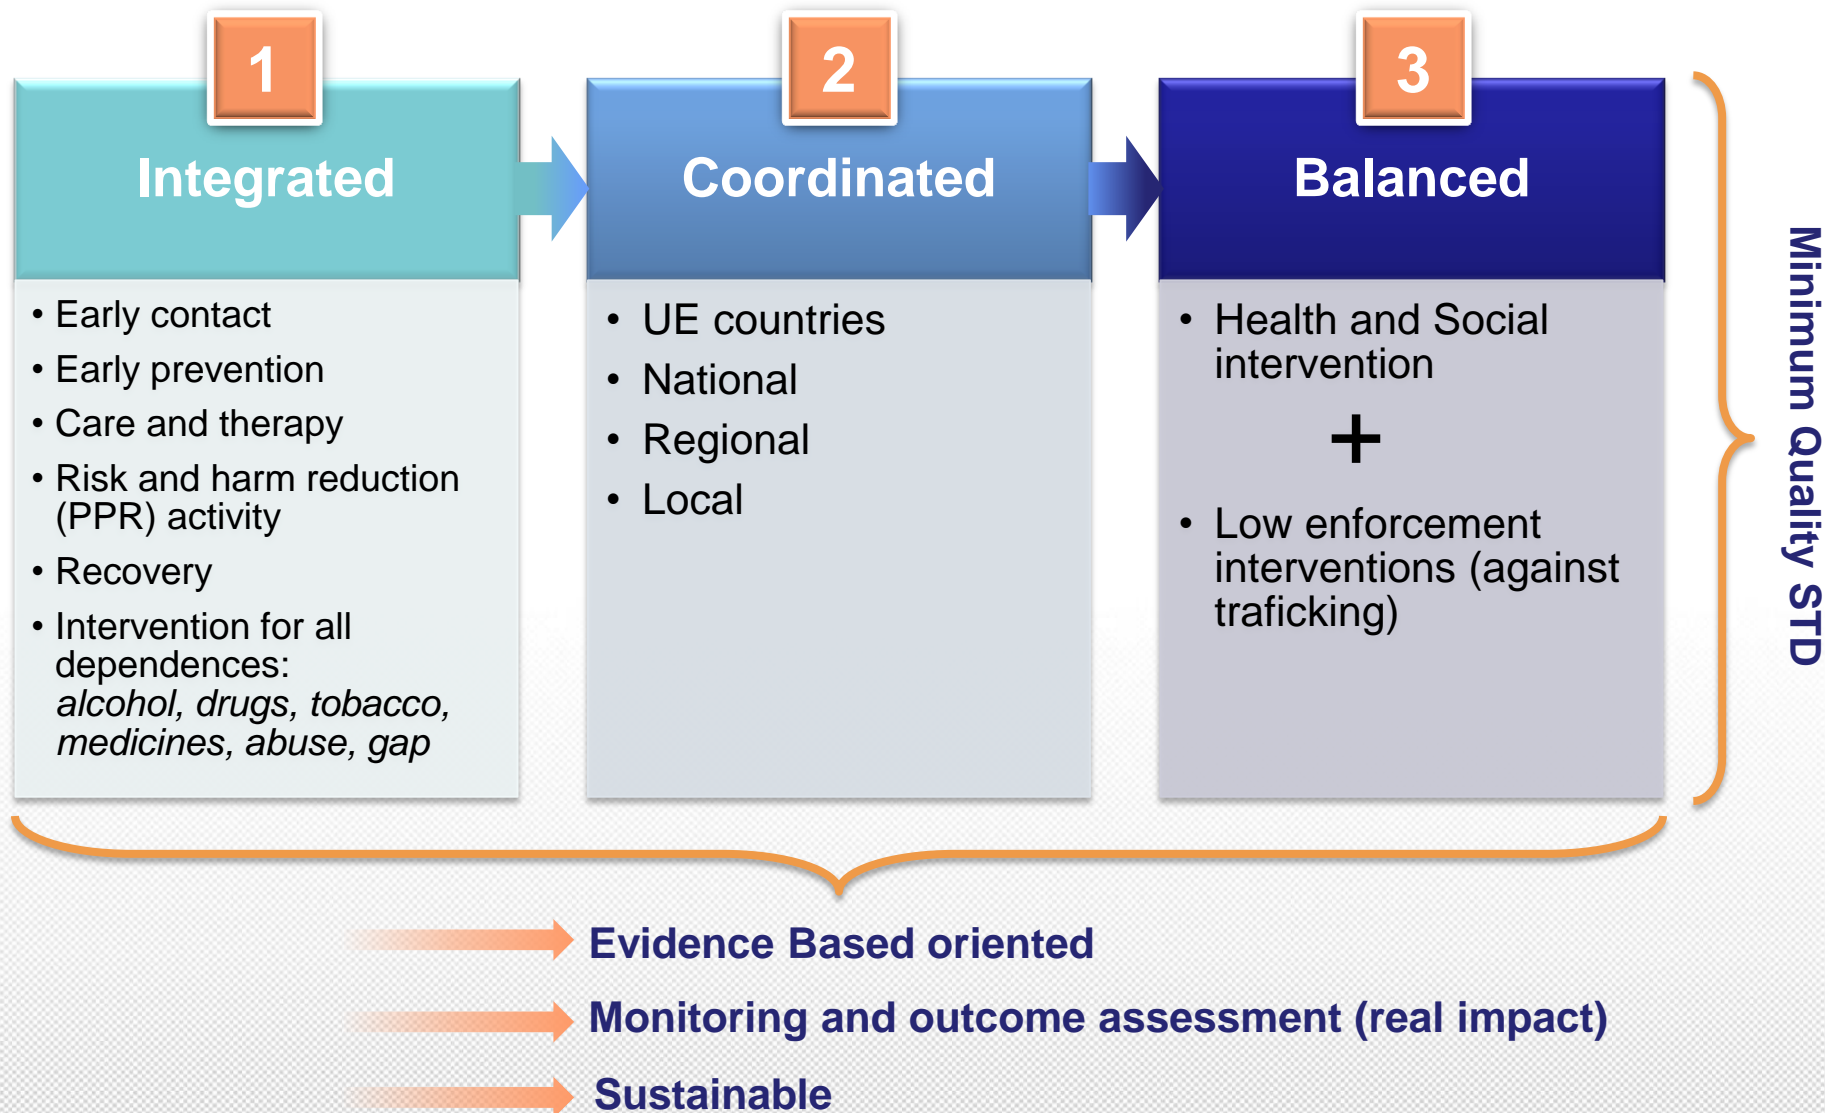 1
Integrated
• Early contact
• Early prevention
• Care and therapy
• Risk and harm reduction
(PPR) activity
• Recovery
• Intervention for all
dependences:
alcohol, drugs, tobacco,
medicines, abuse, gap
2
Coordinated
• UE countries
• National
• Regional
• Local
3
Balanced
• Health and Social
intervention
+
• Low enforcement
interventions (against
traficking)
Minimum Quality STD
Evidence Based oriented
Monitoring and outcome assessment (real impact)
Sustainable